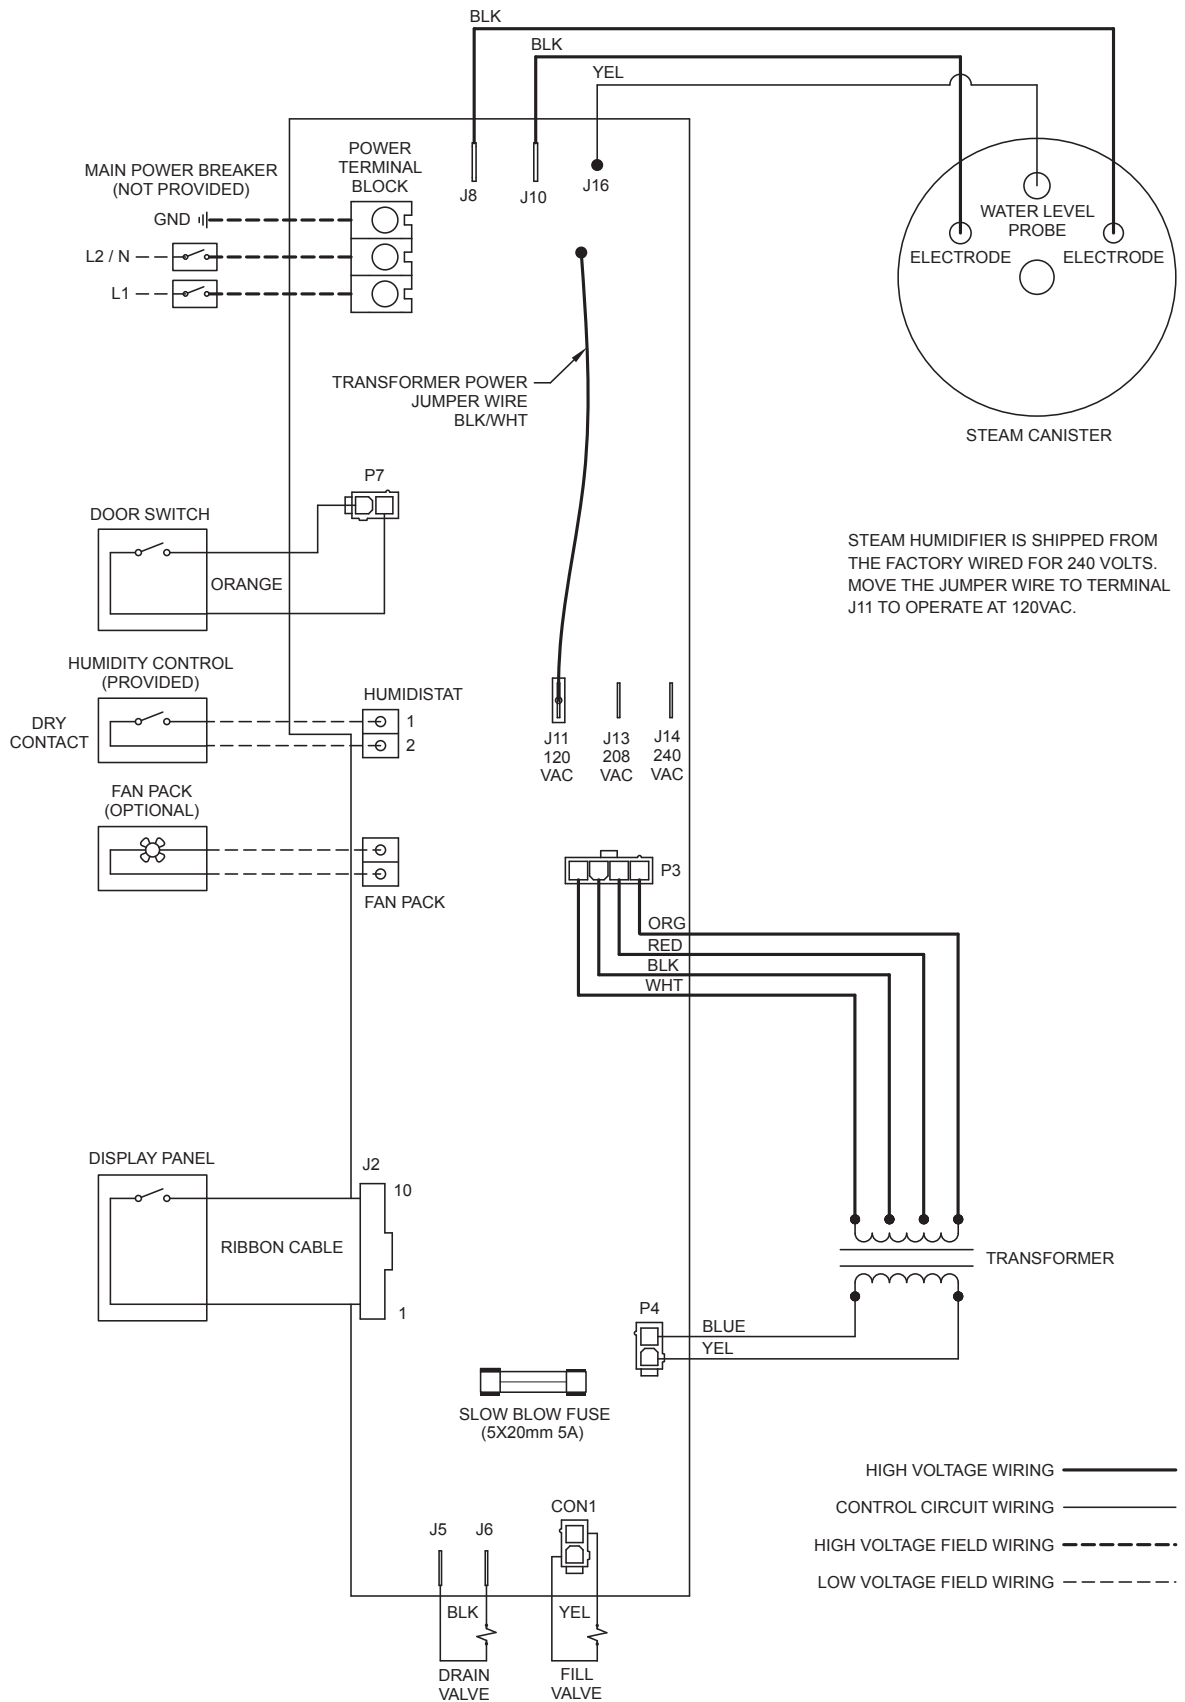 BLK
BLK
YEL
MAIN POWER BREAKER
(NOT PROVIDED)
POWER
TERMINAL
BLOCK
J8
J10
J16
GND
L2 / N
L1
WATER LEVEL
PROBE
ELECTRODE
ELECTRODE
STEAM CANISTER
TRANSFORMER POWER
JUMPER WIRE
BLK/WHT
P7
DOOR SWITCH
ORANGE
STEAM HUMIDIFIER IS SHIPPED FROM
THE FACTORY WIRED FOR 240 VOLTS.
MOVE THE JUMPER WIRE TO TERMINAL
J11 TO OPERATE AT 120VAC.
HUMIDITY CONTROL
(PROVIDED)
DRY
CONTACT
HUMIDISTAT
1
2
J11
120
VAC
J13
208
VAC
J14
240
VAC
FAN PACK
(OPTIONAL)
FAN PACK
P3
ORG
RED
BLK
WHT
DISPLAY PANEL
J2
10
RIBBON CABLE
1
TRANSFORMER
P4
BLUE
YEL
SLOW BLOW FUSE
(5X20mm 5A)
HIGH VOLTAGE WIRING
CONTROL CIRCUIT WIRING
HIGH VOLTAGE FIELD WIRING
LOW VOLTAGE FIELD WIRING
J5
J6
CON1
BLK
YEL
DRAIN
VALVE
FILL
VALVE